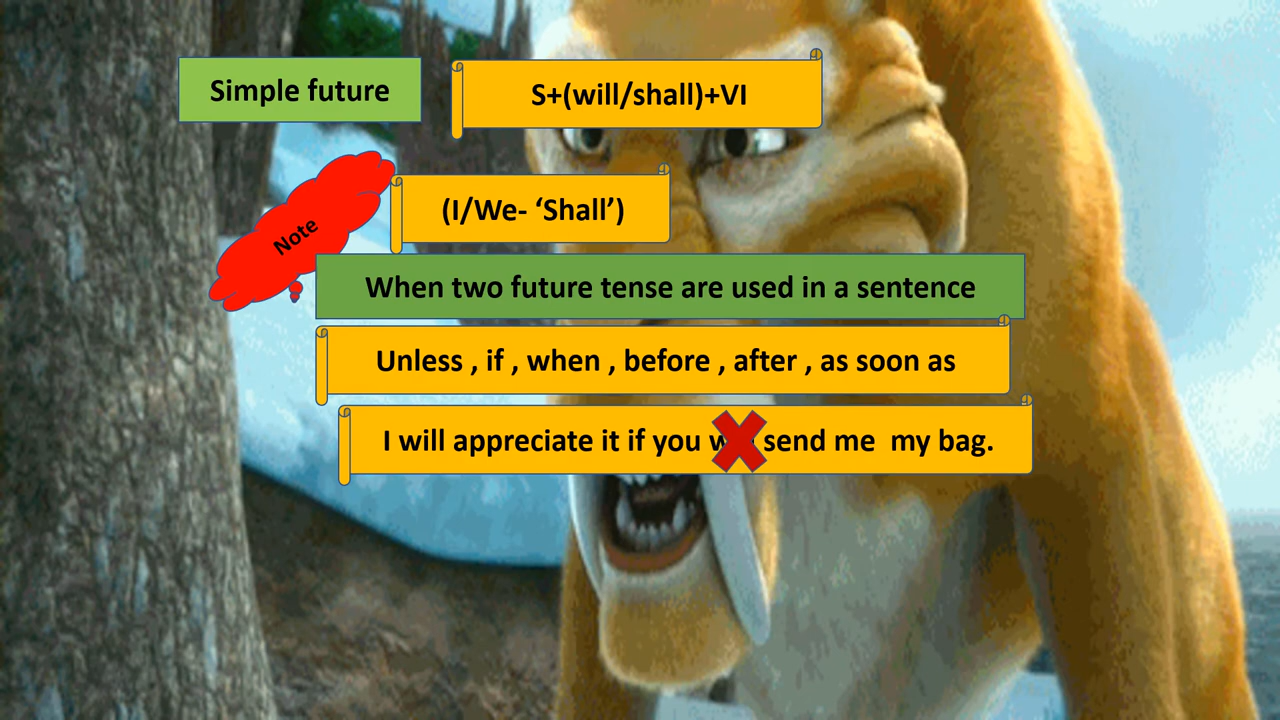 Simple future
S+(will/shall)+VI
Note
(I/We- ‘Shall’)
When two future tense are used in a sentence
Unless , if , when , before , after , as soon as
I will appreciate it if you send me my bag.